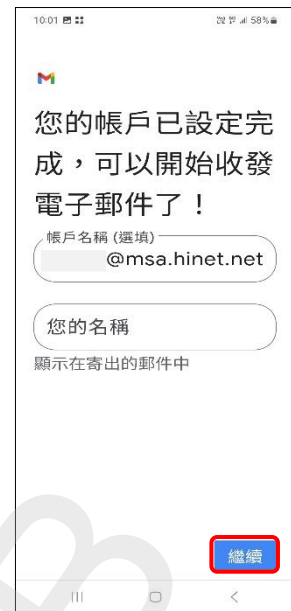 10:01
58%
您的帳戶已設定完
成，可以開始收發
電子郵件了！
帳戶名稱 (選填)
@msa.hinet.net
您的名稱
顯示在寄出的郵件中
繼續